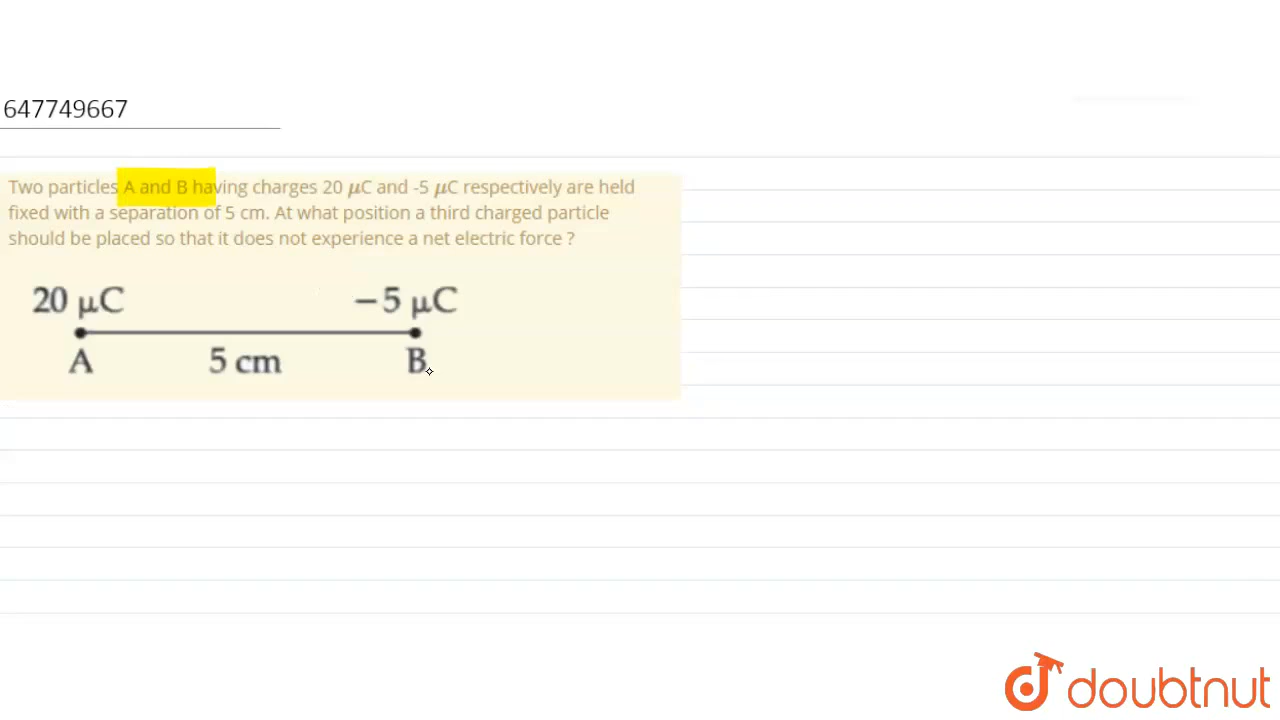 647749667
Two particles A and B having charges 20 μC and -5 μC respectively are held
fixed with a separation of 5 cm. At what position a third charged particle
should be placed so that it does not experience a net electric force ?
20 μC −5 μC
A 5 cm B
doubtnut